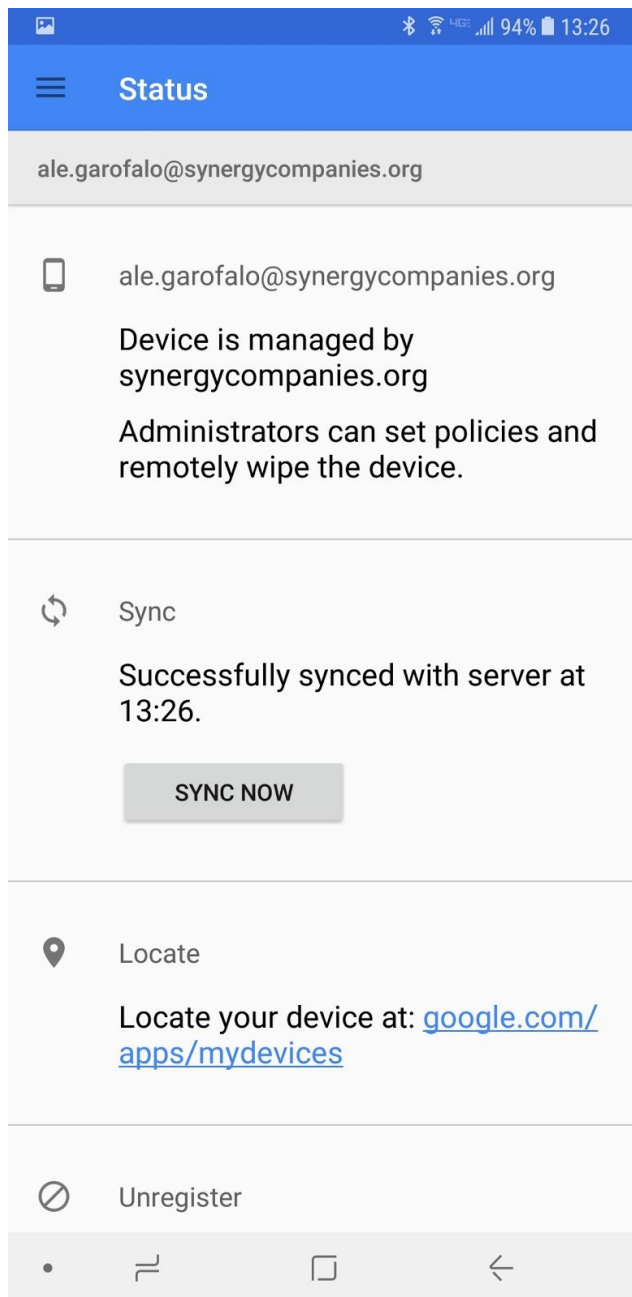 4G 94% 13:26
Status
ale.garofalo@synergycompanies.org
ale.garofalo@synergycompanies.org
Device is managed by
synergycompanies.org
Administrators can set policies and
remotely wipe the device.
Sync
Successfully synced with server at
13:26.
SYNC NOW
Locate
Locate your device at: google.com/
apps/mydevices
Unregister